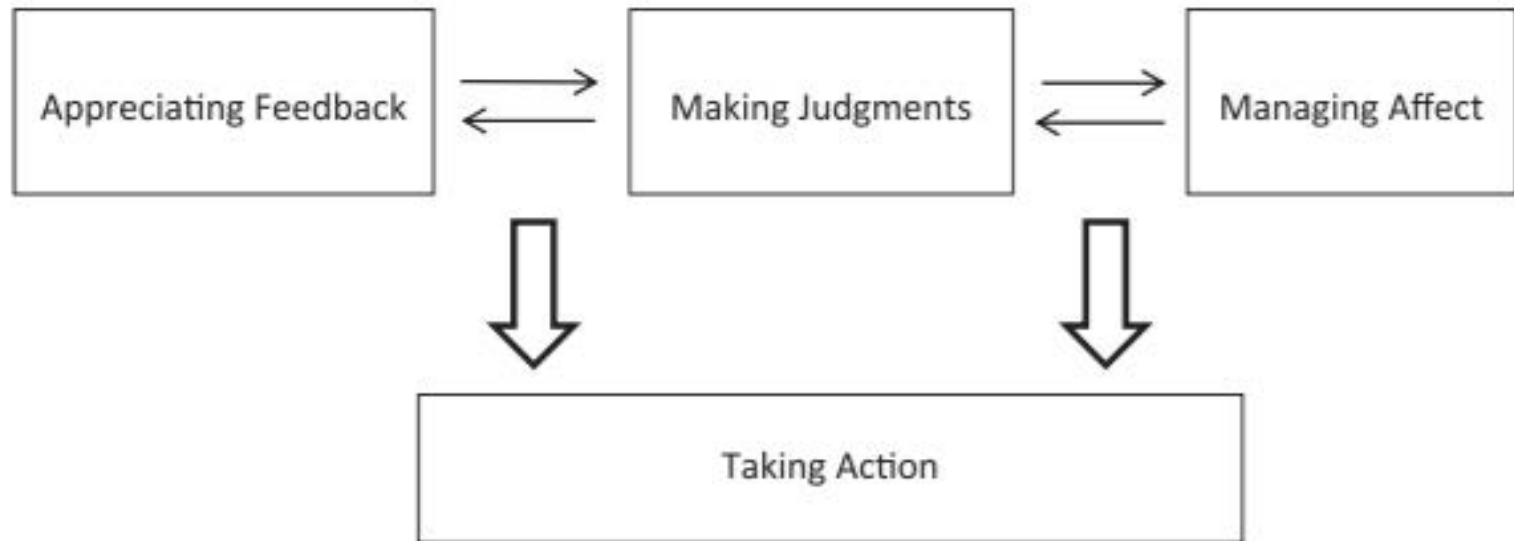 Appreciating Feedback
Making Judgments
Managing Affect
Taking Action